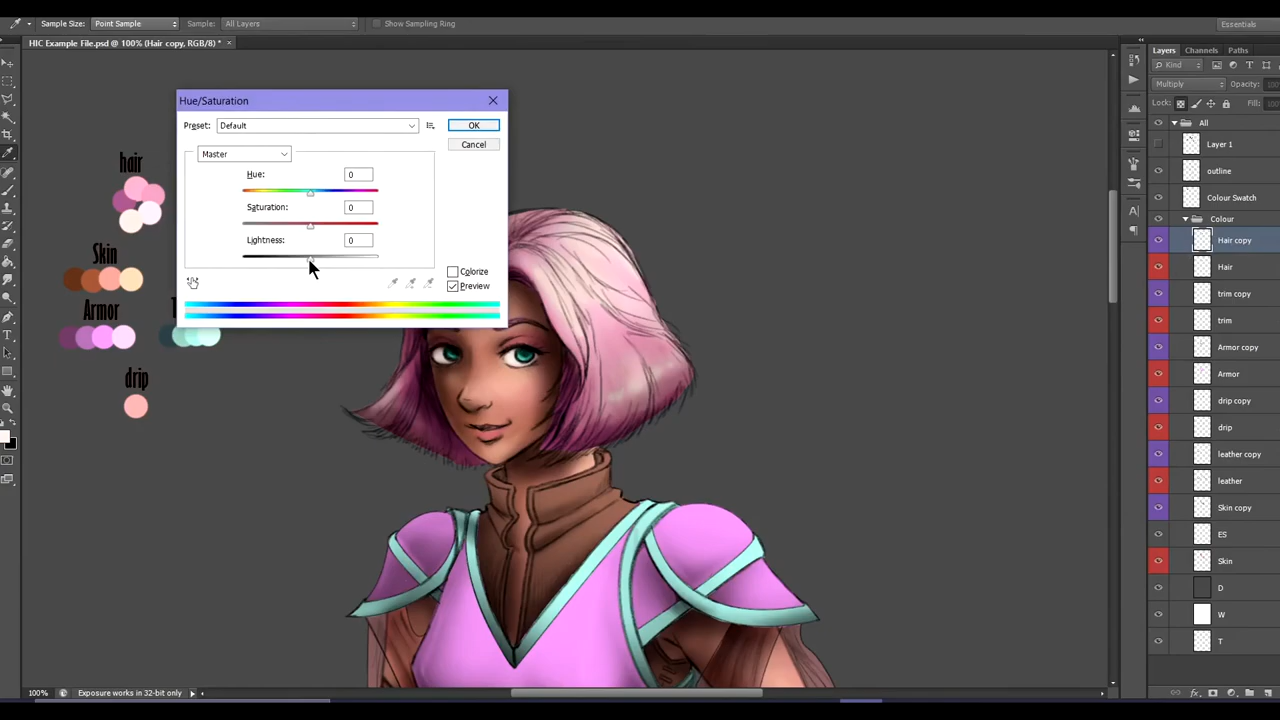 Sample Size: Point Sample Sample: All Layers Show Sampling Ring Essentials
HIC Example File.psd @ 100% (Hair copy, RGB/8) * ×
Layers Channels Paths
Kind
Multiply Opacity: 100
Lock: Fill: 100
All
Layer 1
outline
Colour Swatch
Colour
Hair copy
Hair
trim copy
trim
Armor copy
Armor
drip copy
drip
leather copy
leather
Skin copy
ES
Skin
D
W
T
Hue/Saturation
Preset: Default
OK
Cancel
Master
Hue: 0
Saturation: 0
Lightness: 0
Colorize
Preview
hair
Skin
Armor
drip
100% Exposure works in 32-bit only